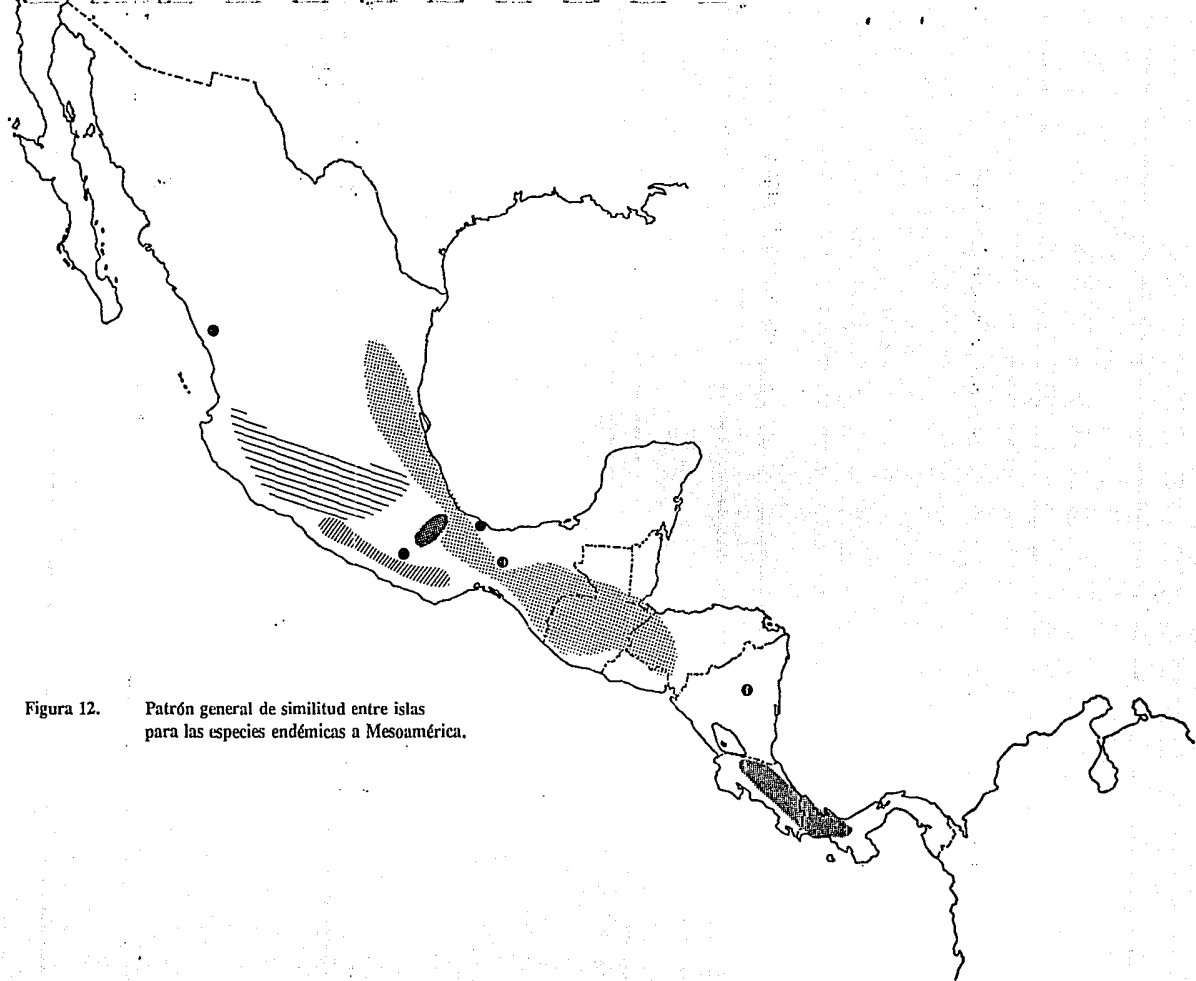 Figura 12. Patrón general de similitud entre islas
para las especies endémicas a Mesoamérica.